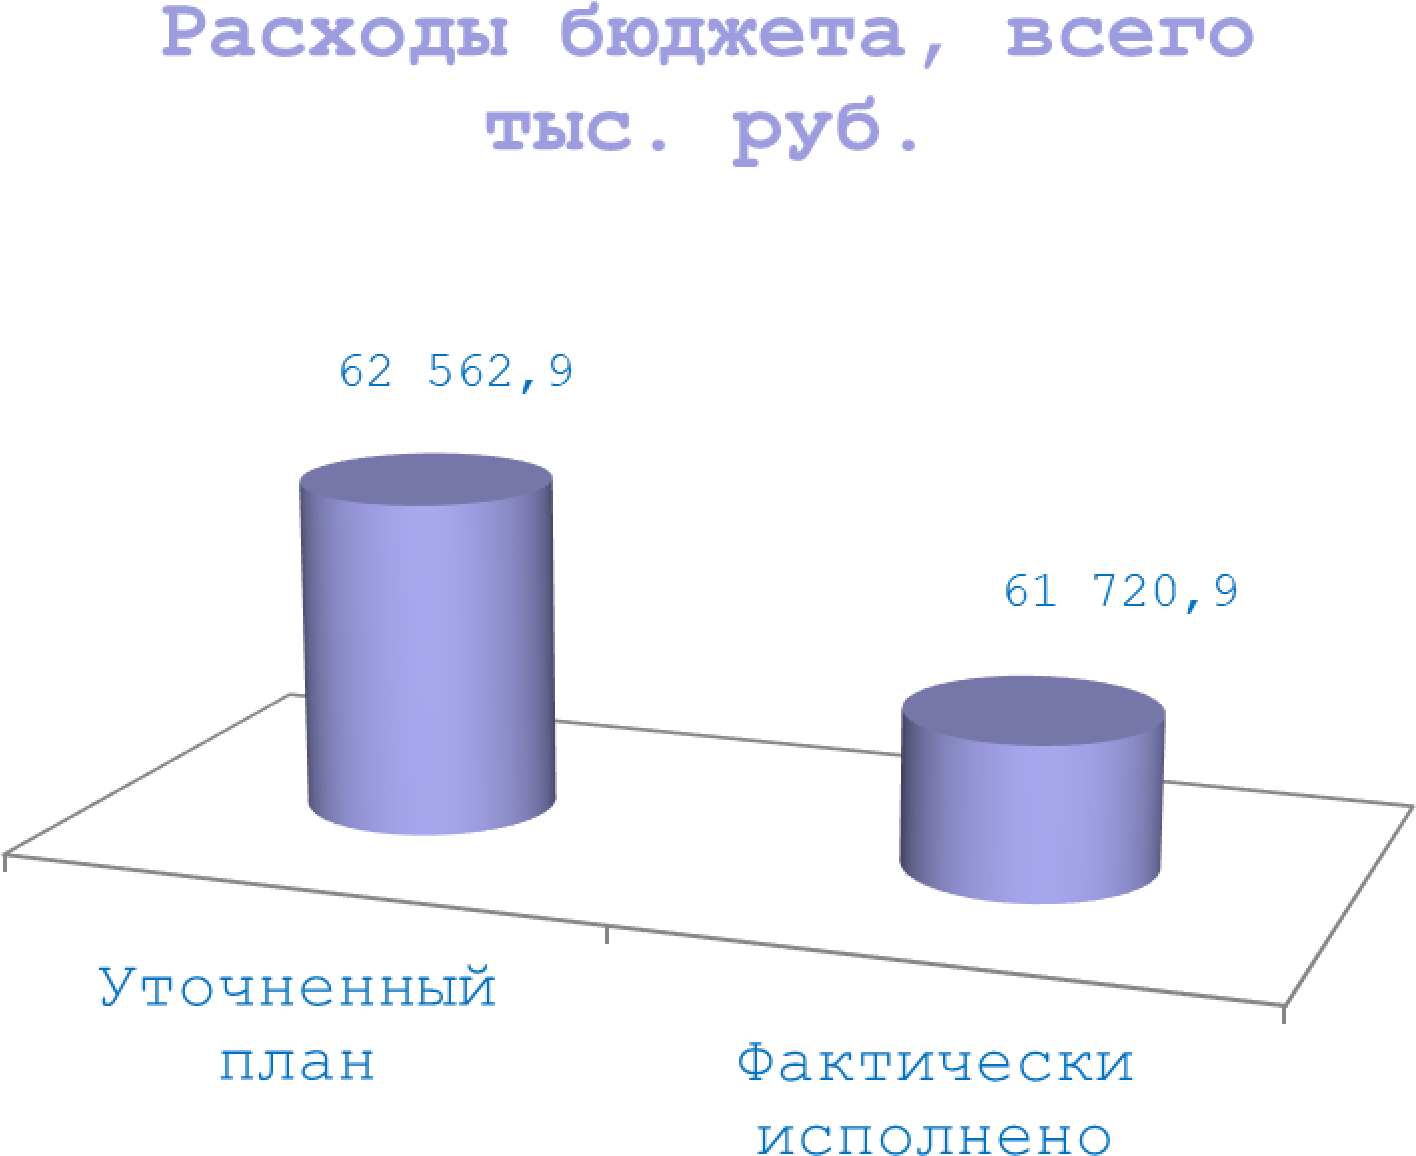 Расходы бюджета, всего
тыс. руб.
62 562,9
61 720,9
Уточненный
план
Фактически
исполнено